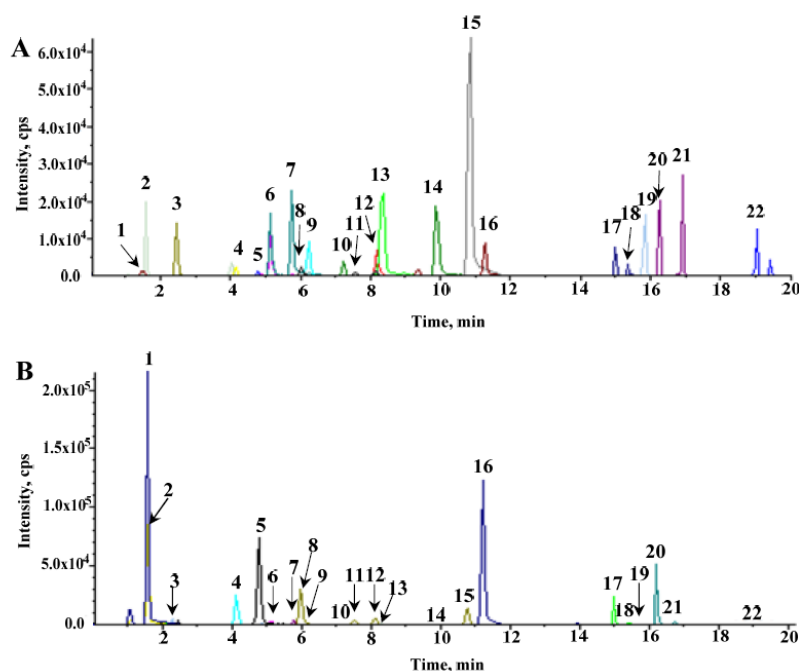 A
Intensity, cps
6.0x10⁴
5.0x10⁴
4.0x10⁴
3.0x10⁴
2.0x10⁴
1.0x10⁴
0.0
1
2
3
4
5
6
7
8
9
10
11
12
13
14
15
16
17
18
19
20
21
22
2 4 6 8 10 12 14 16 18 20
Time, min
B
Intensity, cps
2.0x10⁵
1.5x10⁵
1.0x10⁵
5.0x10⁴
0.0
1
2
3
4
5
6
7
8
9
10
11
12
13
14
15
16
17
18
19
20
21
22
2 4 6 8 10 12 14 16 18 20
Time, min